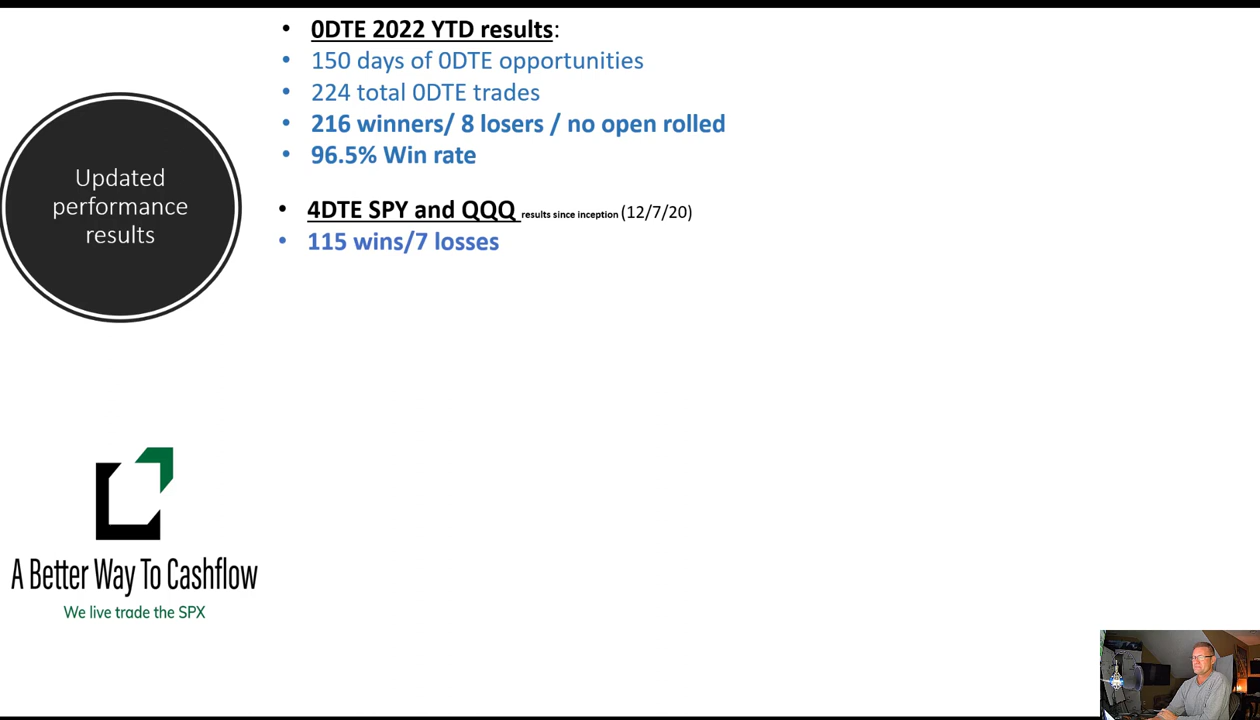 0DTE 2022 YTD results:
150 days of 0DTE opportunities
224 total 0DTE trades
216 winners/ 8 losers / no open rolled
96.5% Win rate
4DTE SPY and QQQ results since inception (12/7/20)
115 wins/7 losses
Updated
performance
results
A Better Way To Cashflow
We live trade the SPX